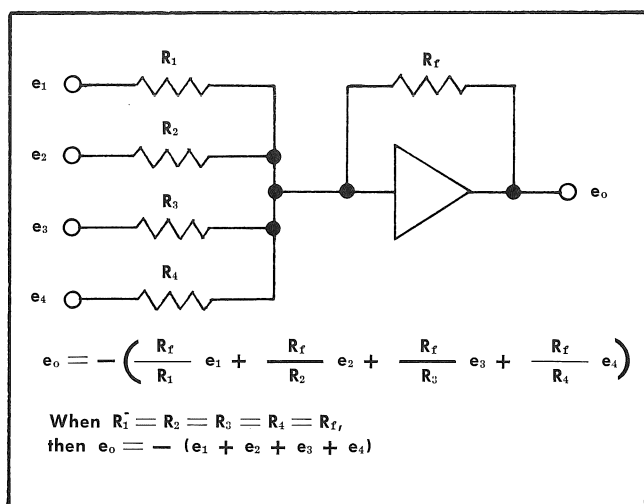 R₁
Rf
e₁
R₂
e₂
eₒ
R₃
e₃
R₄
e₄
eₒ = − (Rf/R₁ e₁ + Rf/R₂ e₂ + Rf/R₃ e₃ + Rf/R₄ e₄)
When R₁ = R₂ = R₃ = R₄ = Rf,
then eₒ = − (e₁ + e₂ + e₃ + e₄)